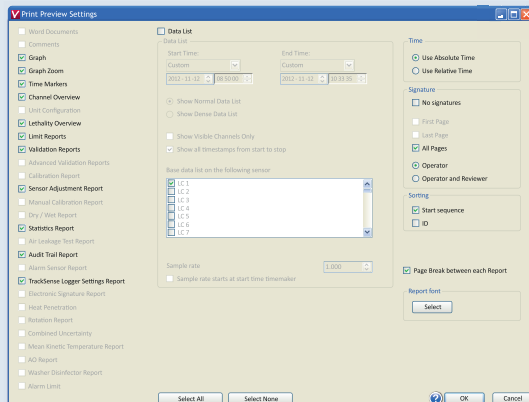 Print Preview Settings
Word Documents
Comments
Graph
Graph Zoom
Time Markers
Channel Overview
Unit Configuration
Lethality Overview
Limit Reports
Validation Reports
Advanced Validation Reports
Calibration Report
Sensor Adjustment Report
Manual Calibration Report
Dry / Wet Report
Statistics Report
Air Leakage Test Report
Audit Trail Report
Alarm Sensor Report
TrackSense Logger Settings Report
Electronic Signature Report
Heat Penetration
Rotation Report
Combined Uncertainty
Mean Kinetic Temperature Report
AO Report
Washer Disinfector Report
Alarm Limit
Data List
Data List
Start Time: End Time:
Custom Custom
2012 - 11 -12 08:50:00 2012 - 11 -12 10:33:35
Show Normal Data List
Show Dense Data List
Show Visible Channels Only
Show all timestamps from start to stop
Base data list on the following sensor
LC 1
LC 2
LC 3
LC 4
LC 5
LC 6
LC 7
Sample rate 1.000
Sample rate starts at start time timemaker
Select All Select None
Time
Use Absolute Time
Use Relative Time
Signature
No signatures
First Page
Last Page
All Pages
Operator
Operator and Reviewer
Sorting
Start sequence
ID
Page Break between each Report
Report font
Select
? OK Cancel